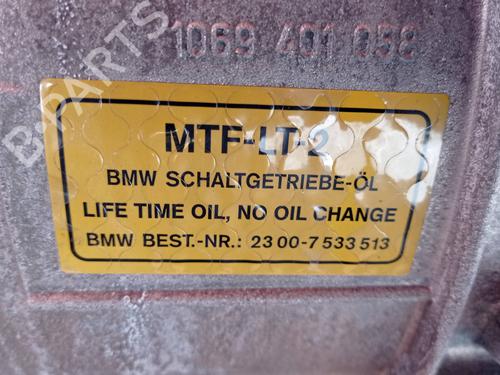 1069 401 058
MTF-LT-2
BMW SCHALTGETRIEBE-ÖL
LIFE TIME OIL, NO OIL CHANGE
BMW BEST.-NR.: 23 00-7 533 513
B-PARTS